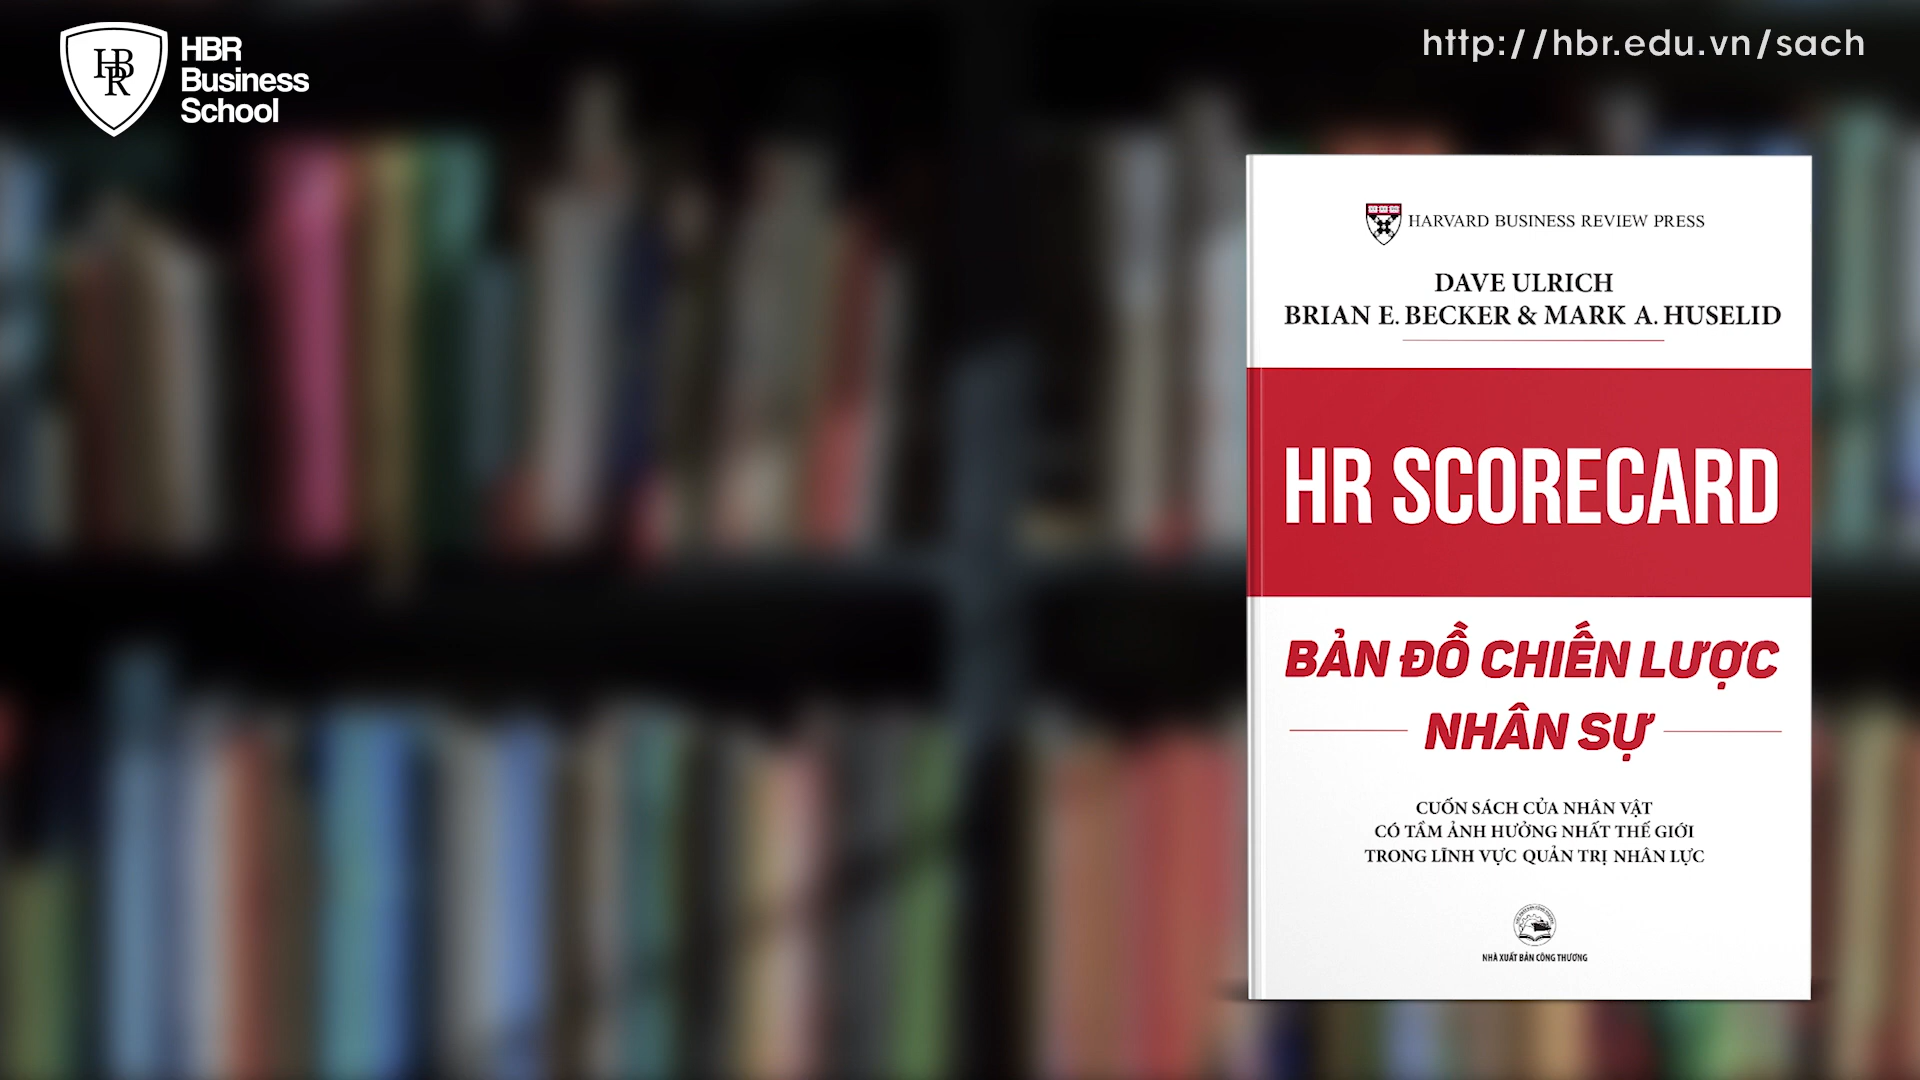 HBR
Business
School
http://hbr.edu.vn/sach
HARVARD BUSINESS REVIEW PRESS
DAVE ULRICH
BRIAN E. BECKER & MARK A. HUSELID
HR SCORECARD
BẢN ĐỒ CHIẾN LƯỢC
NHÂN SỰ
CUỐN SÁCH CỦA NHÂN VẬT
CÓ TẦM ẢNH HƯỞNG NHẤT THẾ GIỚI
TRONG LĨNH VỰC QUẢN TRỊ NHÂN LỰC
NHÀ XUẤT BẢN CÔNG THƯƠNG